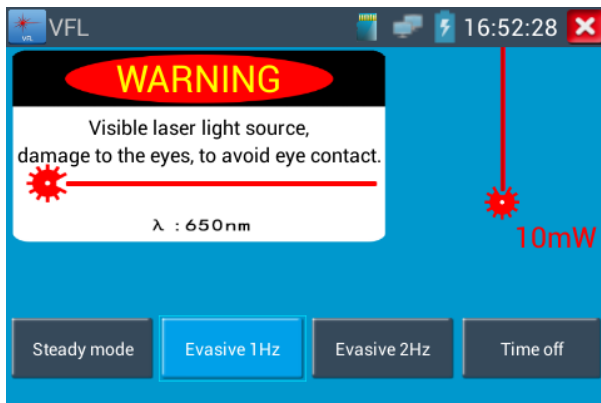 VFL
VFL
16:52:28
WARNING
Visible laser light source,
damage to the eyes, to avoid eye contact.
λ :650nm
10mW
Steady mode
Evasive 1Hz
Evasive 2Hz
Time off